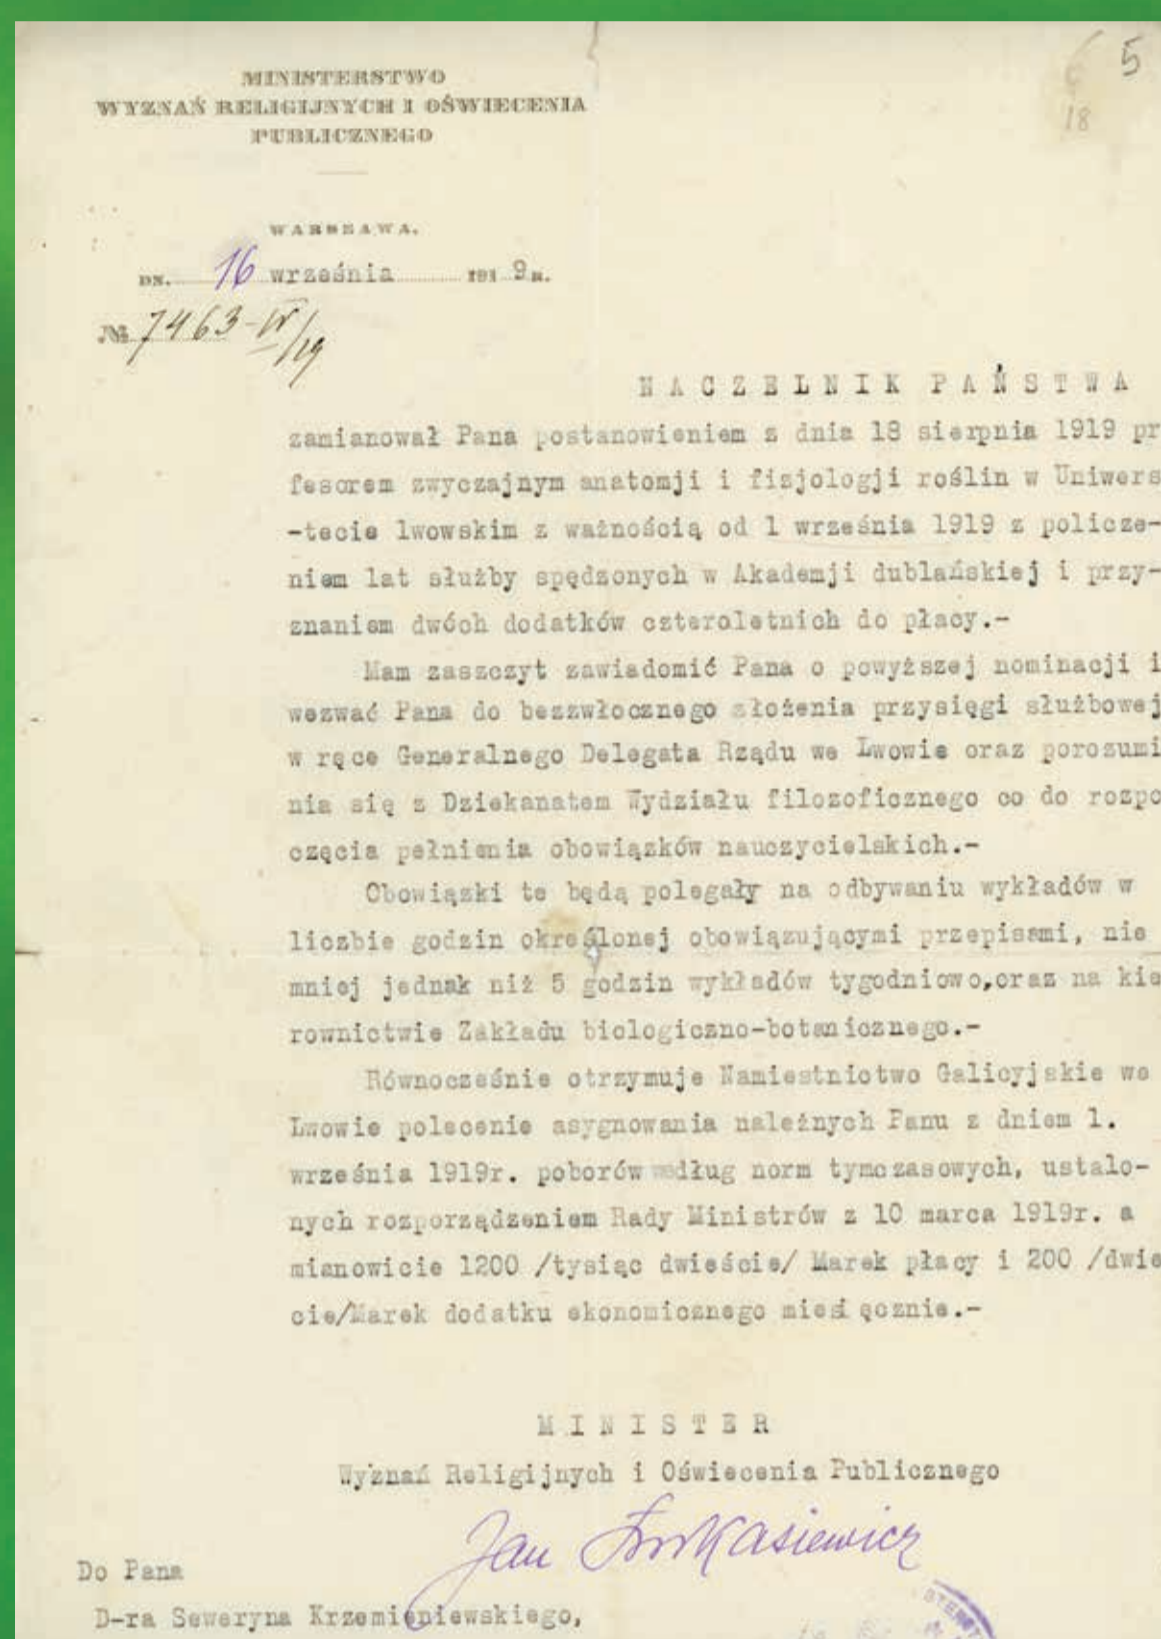 5
18
MINISTERSTWO
WYZNAŃ RELIGIJNYCH I OŚWIECENIA
PUBLICZNEGO
WARSZAWA.
DN. 16 września 1919 R.
№ 7463-IV/19
NACZELNIK PAŃSTWA
zamianował Pana postanowieniem z dnia 18 sierpnia 1919 pr
fesorem zwyczajnym anatomji i fizjologji roślin w Uniwers
-tecie lwowskim z ważnością od 1 września 1919 z policze-
niem lat służby spędzonych w Akademji dublańskiej i przy-
znaniem dwóch dodatków czteroletnich do płacy.-
Mam zaszczyt zawiadomić Pana o powyższej nominacji i
wezwać Pana do bezzwłocznego złożenia przysięgi służbowej
w ręce Generalnego Delegata Rządu we Lwowie oraz porozumi
nia się z Dziekanatem Wydziału filozoficznego co do rozpo
częcia pełnienia obowiązków nauczycielskich.-
Obowiązki te będą polegały na odbywaniu wykładów w
liczbie godzin określonej obowiązującymi przepisami, nie
mniej jednak niż 5 godzin wykładów tygodniowo,oraz na kie
rownictwie Zakładu biologiczno-botanicznego.-
Równocześnie otrzymuje Namiestnictwo Galicyjskie we
Lwowie polecenie asygnowania należnych Panu z dniem 1.
września 1919r. poborów według norm tymczasowych, ustalo-
nych rozporządzeniem Rady Ministrów z 10 marca 1919r. a
mianowicie 1200 /tysiąc dwieście/ Marek płacy i 200 /dwie
cie/Marek dodatku ekonomicznego miesięcznie.-
MINISTER
Wyznań Religijnych i Oświecenia Publicznego
Jan Łukasiewicz
Do Pana
D-ra Seweryna Krzemieniewskiego,